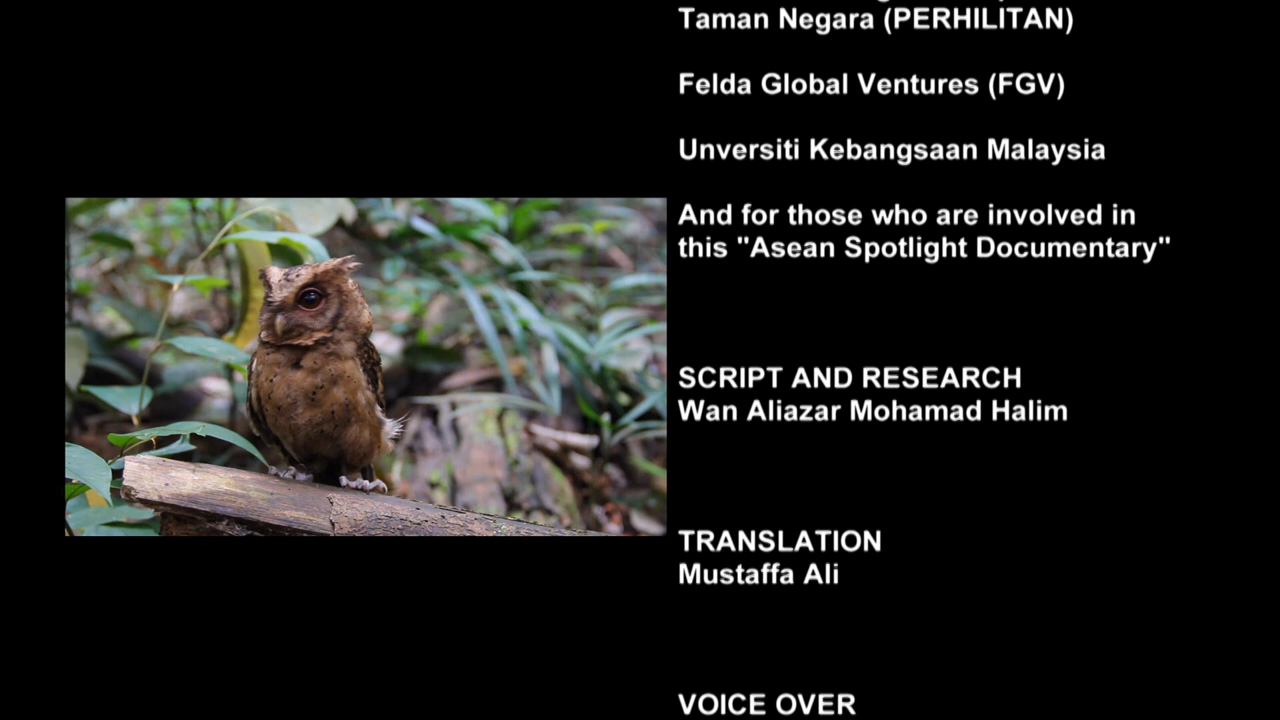 Taman Negara (PERHILITAN)
Felda Global Ventures (FGV)
Unversiti Kebangsaan Malaysia
And for those who are involved in
this "Asean Spotlight Documentary"
SCRIPT AND RESEARCH
Wan Aliazar Mohamad Halim
TRANSLATION
Mustaffa Ali
VOICE OVER